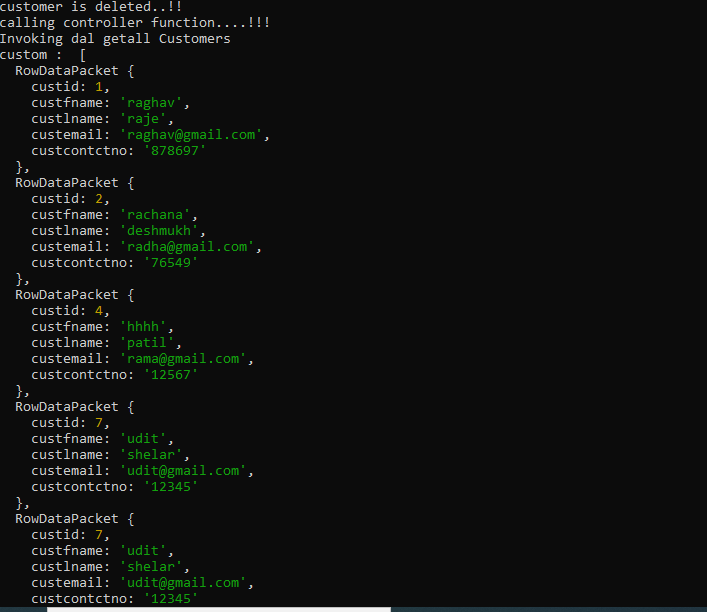 customer is deleted..!!
calling controller function....!!!
Invoking dal getall Customers
custom :  [
  RowDataPacket {
    custid: 1,
    custfname: 'raghav',
    custlname: 'raje',
    custemail: 'raghav@gmail.com',
    custcontctno: '878697'
  },
  RowDataPacket {
    custid: 2,
    custfname: 'rachana',
    custlname: 'deshmukh',
    custemail: 'radha@gmail.com',
    custcontctno: '76549'
  },
  RowDataPacket {
    custid: 4,
    custfname: 'hhhh',
    custlname: 'patil',
    custemail: 'rama@gmail.com',
    custcontctno: '12567'
  },
  RowDataPacket {
    custid: 7,
    custfname: 'udit',
    custlname: 'shelar',
    custemail: 'udit@gmail.com',
    custcontctno: '12345'
  },
  RowDataPacket {
    custid: 7,
    custfname: 'udit',
    custlname: 'shelar',
    custemail: 'udit@gmail.com',
    custcontctno: '12345'